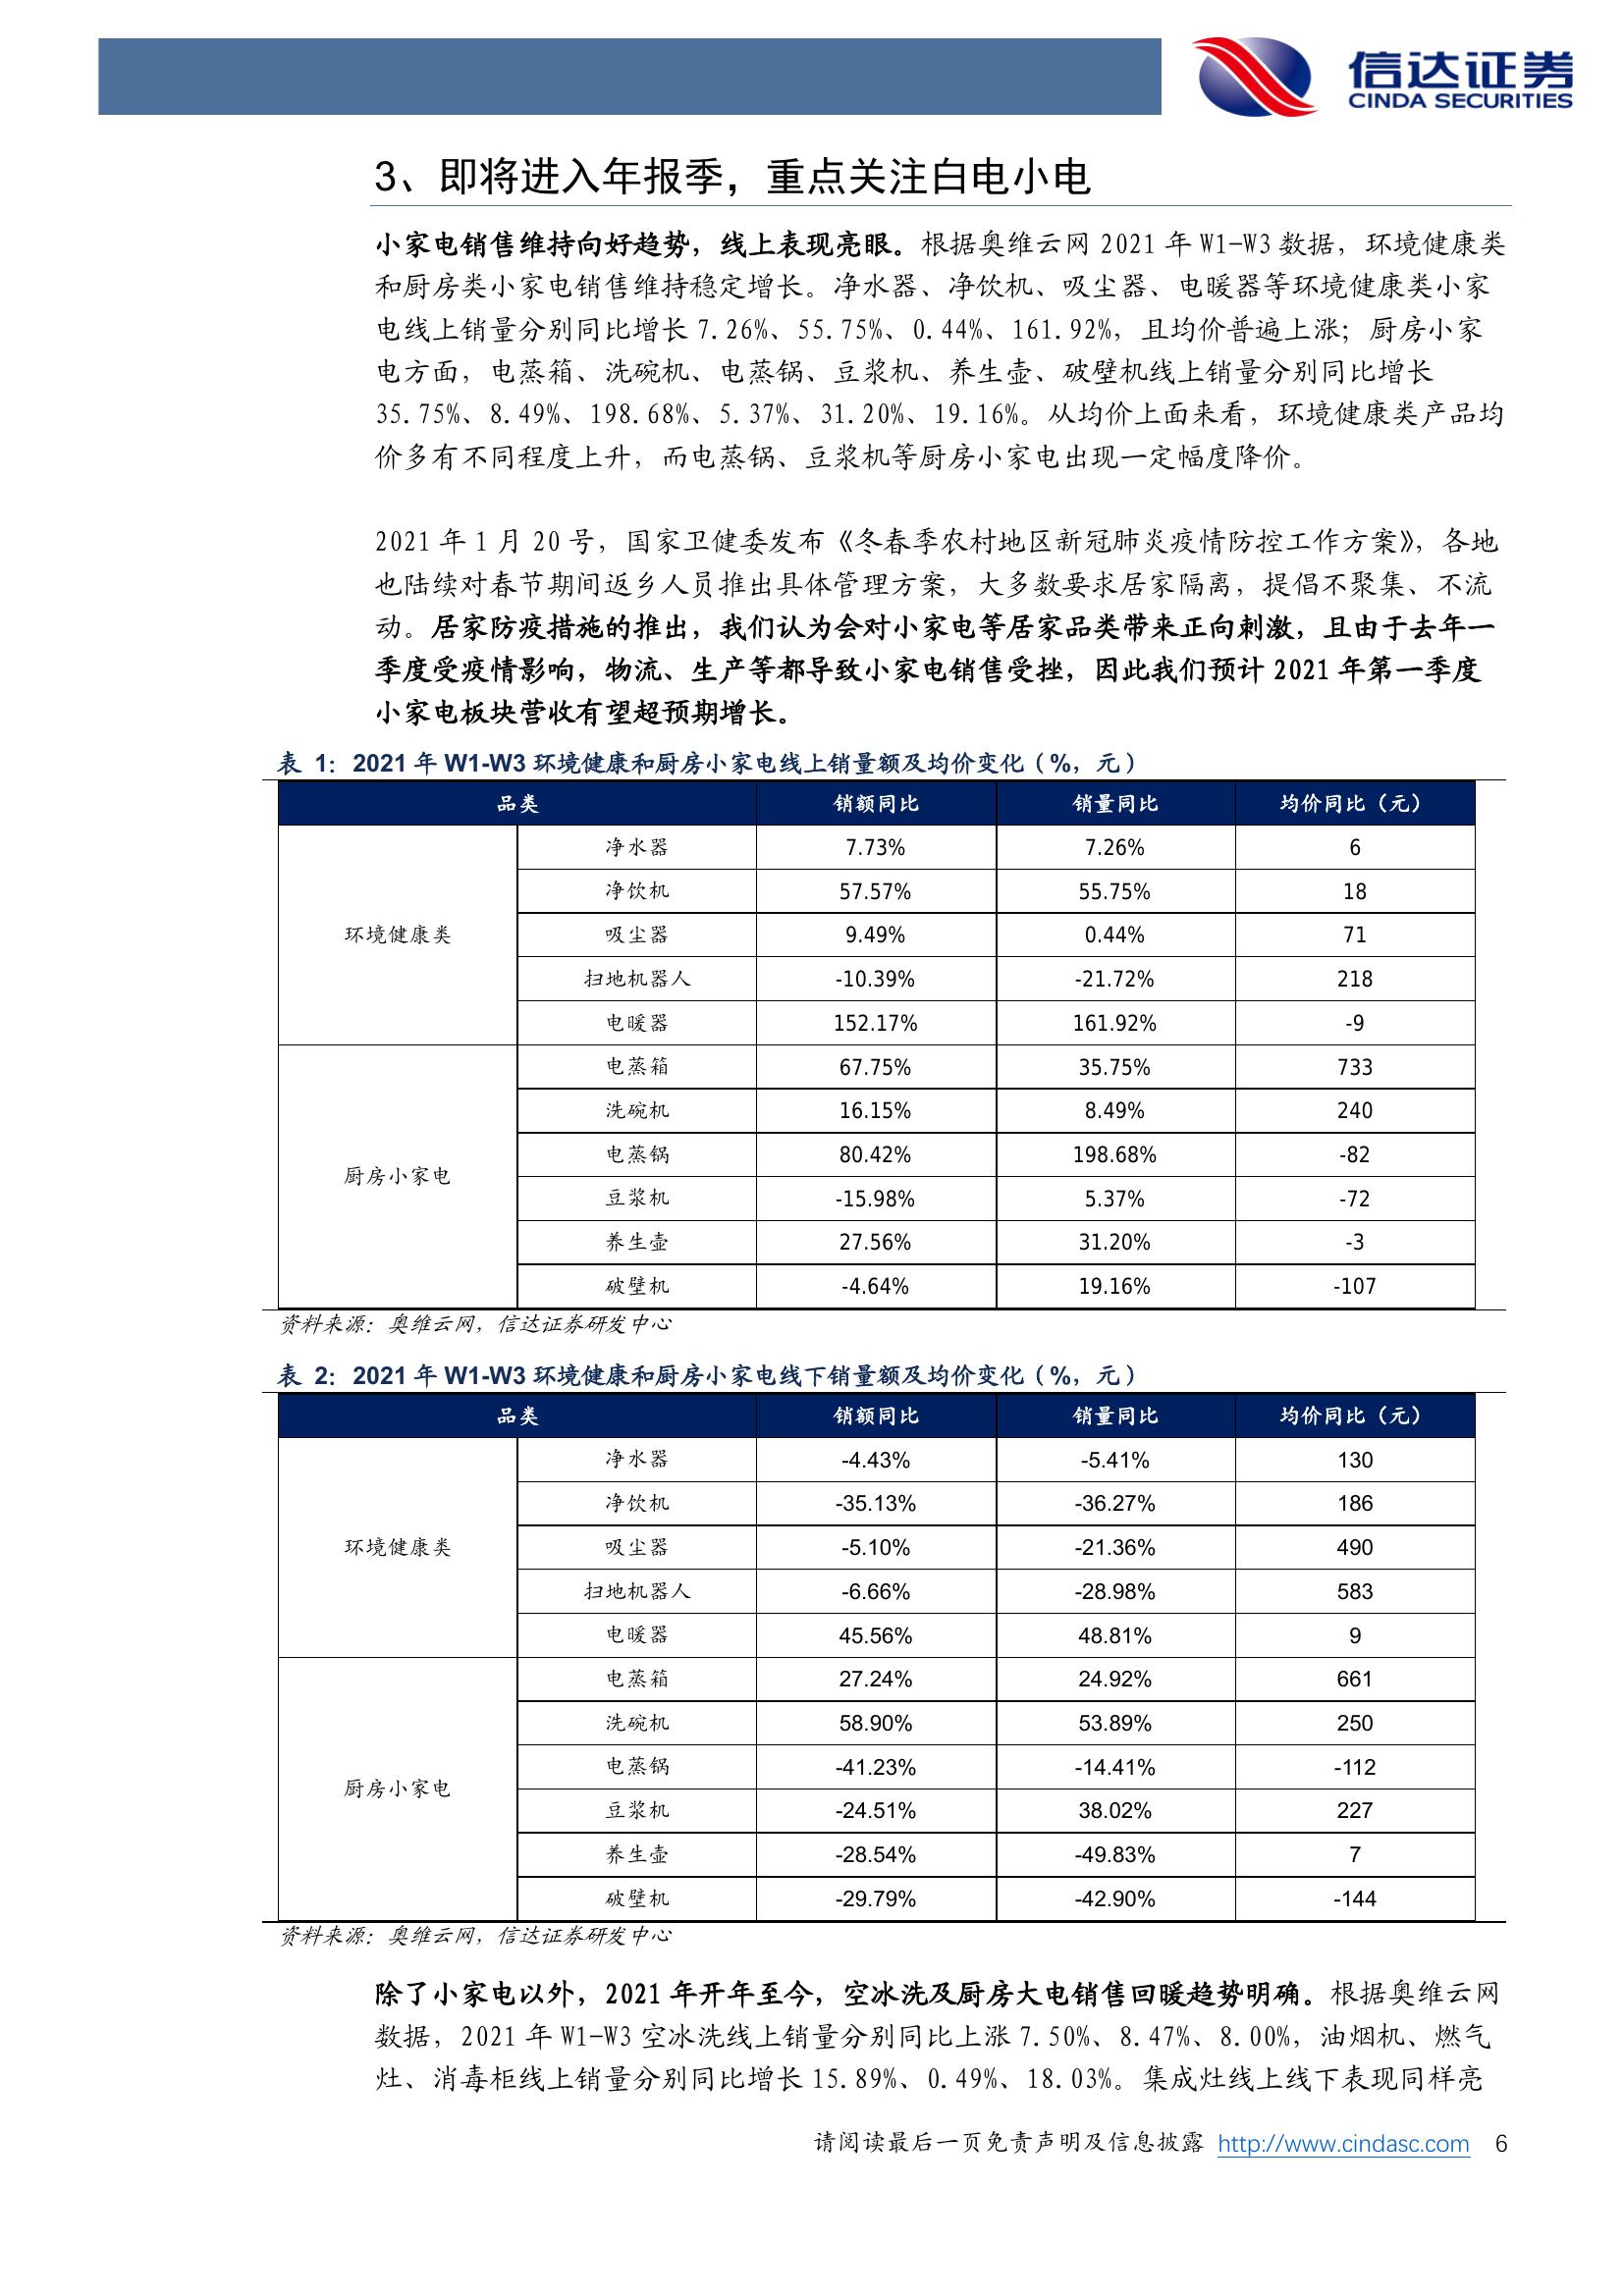 信达证券
CINDA SECURITIES
3、即将进入年报季，重点关注白电小电
小家电销售维持向好趋势，线上表现亮眼。根据奥维云网 2021 年 W1-W3 数据，环境健康类
和厨房类小家电销售维持稳定增长。净水器、净饮机、吸尘器、电暖器等环境健康类小家
电线上销量分别同比增长 7.26%、55.75%、0.44%、161.92%，且均价普遍上涨；厨房小家
电方面，电蒸箱、洗碗机、电蒸锅、豆浆机、养生壶、破壁机线上销量分别同比增长
35.75%、8.49%、198.68%、5.37%、31.20%、19.16%。从均价上面来看，环境健康类产品均
价多有不同程度上升，而电蒸锅、豆浆机等厨房小家电出现一定幅度降价。
2021 年 1 月 20 号，国家卫健委发布《冬春季农村地区新冠肺炎疫情防控工作方案》，各地
也陆续对春节期间返乡人员推出具体管理方案，大多数要求居家隔离，提倡不聚集、不流
动。居家防疫措施的推出，我们认为会对小家电等居家品类带来正向刺激，且由于去年一
季度受疫情影响，物流、生产等都导致小家电销售受挫，因此我们预计 2021 年第一季度
小家电板块营收有望超预期增长。
表 1：2021 年 W1-W3 环境健康和厨房小家电线上销量额及均价变化（%，元）
品类 销额同比 销量同比 均价同比（元）
净水器 7.73% 7.26% 6
净饮机 57.57% 55.75% 18
环境健康类 吸尘器 9.49% 0.44% 71
扫地机器人 -10.39% -21.72% 218
电暖器 152.17% 161.92% -9
电蒸箱 67.75% 35.75% 733
洗碗机 16.15% 8.49% 240
电蒸锅 80.42% 198.68% -82
厨房小家电
豆浆机 -15.98% 5.37% -72
养生壶 27.56% 31.20% -3
破壁机 -4.64% 19.16% -107
资料来源：奥维云网，信达证券研发中心
表 2：2021 年 W1-W3 环境健康和厨房小家电线下销量额及均价变化（%，元）
品类 销额同比 销量同比 均价同比（元）
净水器 -4.43% -5.41% 130
净饮机 -35.13% -36.27% 186
环境健康类 吸尘器 -5.10% -21.36% 490
扫地机器人 -6.66% -28.98% 583
电暖器 45.56% 48.81% 9
电蒸箱 27.24% 24.92% 661
洗碗机 58.90% 53.89% 250
电蒸锅 -41.23% -14.41% -112
厨房小家电
豆浆机 -24.51% 38.02% 227
养生壶 -28.54% -49.83% 7
破壁机 -29.79% -42.90% -144
资料来源：奥维云网，信达证券研发中心
除了小家电以外，2021 年开年至今，空冰洗及厨房大电销售回暖趋势明确。根据奥维云网
数据，2021 年 W1-W3 空冰洗线上销量分别同比上涨 7.50%、8.47%、8.00%，油烟机、燃气
灶、消毒柜线上销量分别同比增长 15.89%、0.49%、18.03%。集成灶线上线下表现同样亮
请阅读最后一页免责声明及信息披露 http://www.cindasc.com 6